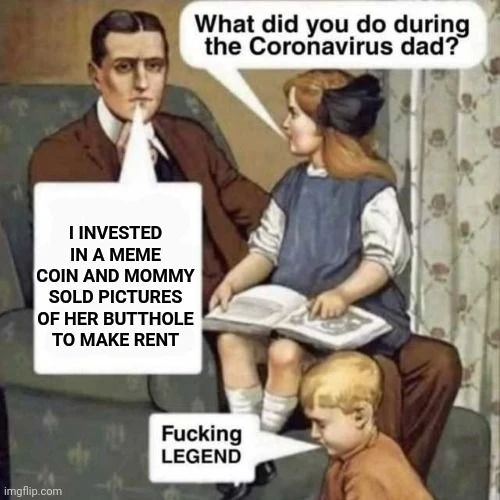 What did you do during
the Coronavirus dad?
I INVESTED
IN A MEME
COIN AND MOMMY
SOLD PICTURES
OF HER BUTTHOLE
TO MAKE RENT
Fucking
LEGEND
imgflip.com